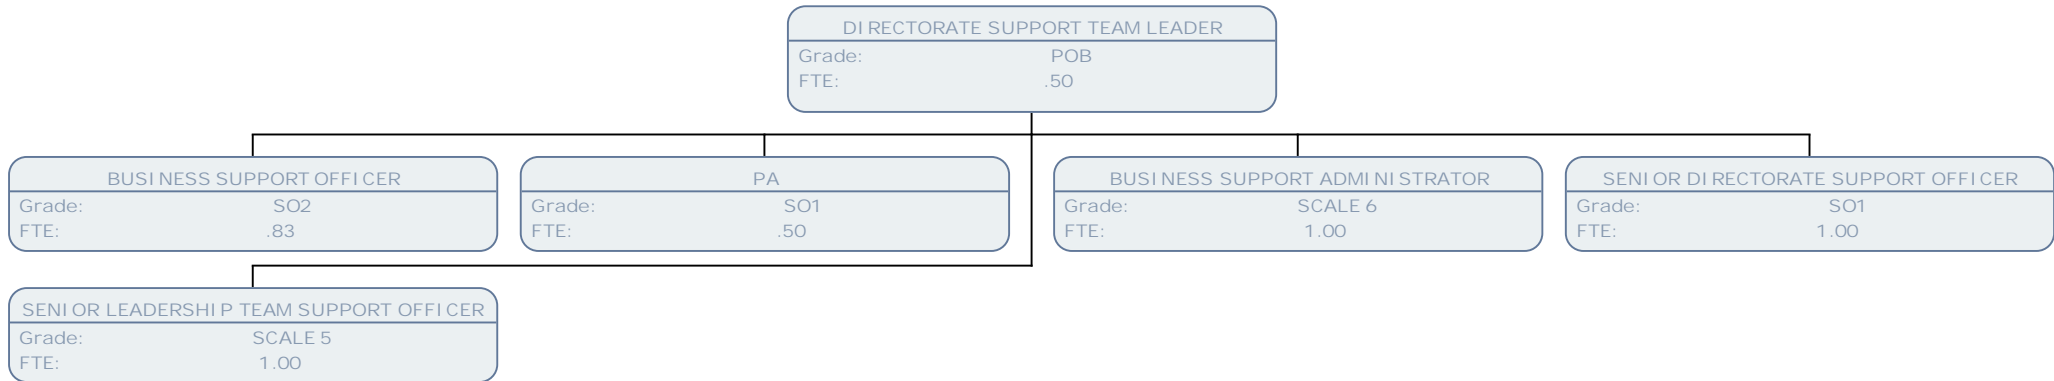 DIRECTORATE SUPPORT TEAM LEADER
Grade: POB
FTE: .50
BUSINESS SUPPORT OFFICER
Grade: SO2
FTE: .83
PA
Grade: SO1
FTE: .50
BUSINESS SUPPORT ADMINISTRATOR
Grade: SCALE 6
FTE: 1.00
SENIOR DIRECTORATE SUPPORT OFFICER
Grade: SO1
FTE: 1.00
SENIOR LEADERSHIP TEAM SUPPORT OFFICER
Grade: SCALE 5
FTE: 1.00